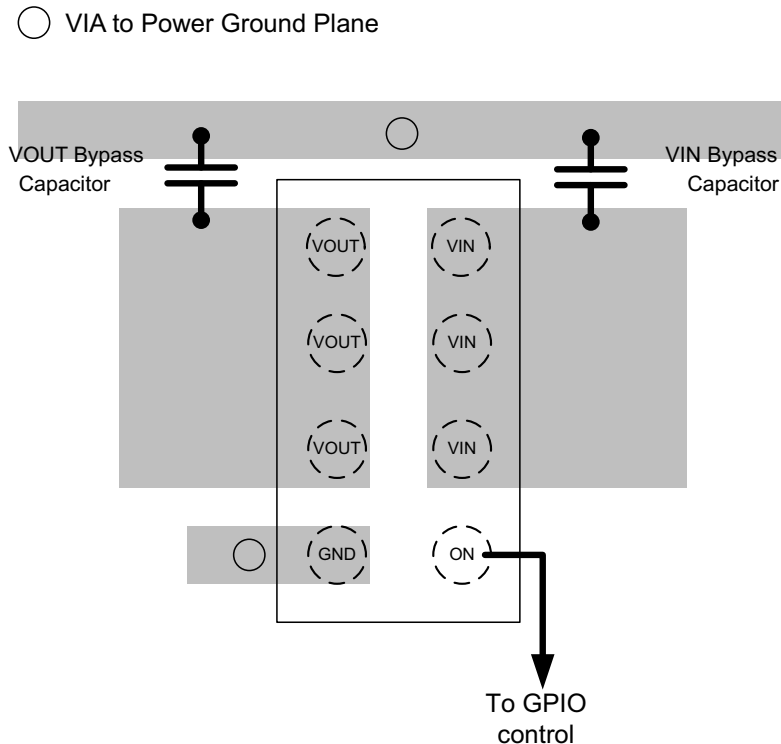 VIA to Power Ground Plane
VOUT Bypass
Capacitor
VIN Bypass
Capacitor
VOUT
VIN
VOUT
VIN
VOUT
VIN
GND
ON
To GPIO
control